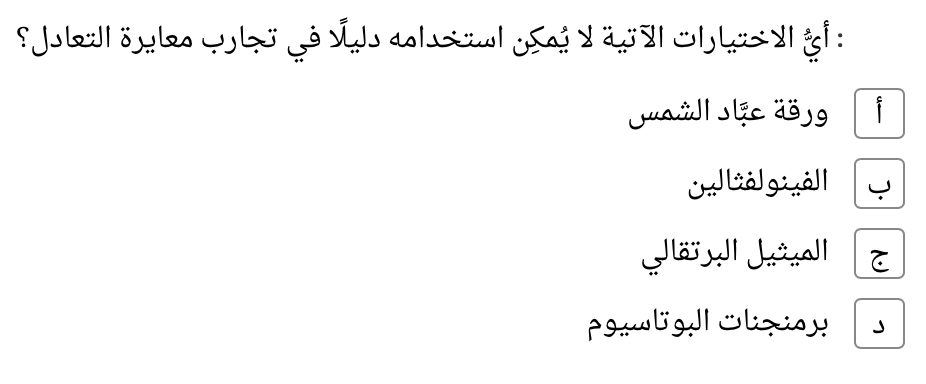 : أيُّ الاختيارات الآتية لا يُمكِن استخدامه دليلًا في تجارب معايرة التعادل؟
أ ورقة عبَّاد الشمس
ب الفينولفثالين
ج الميثيل البرتقالي
د برمنجنات البوتاسيوم